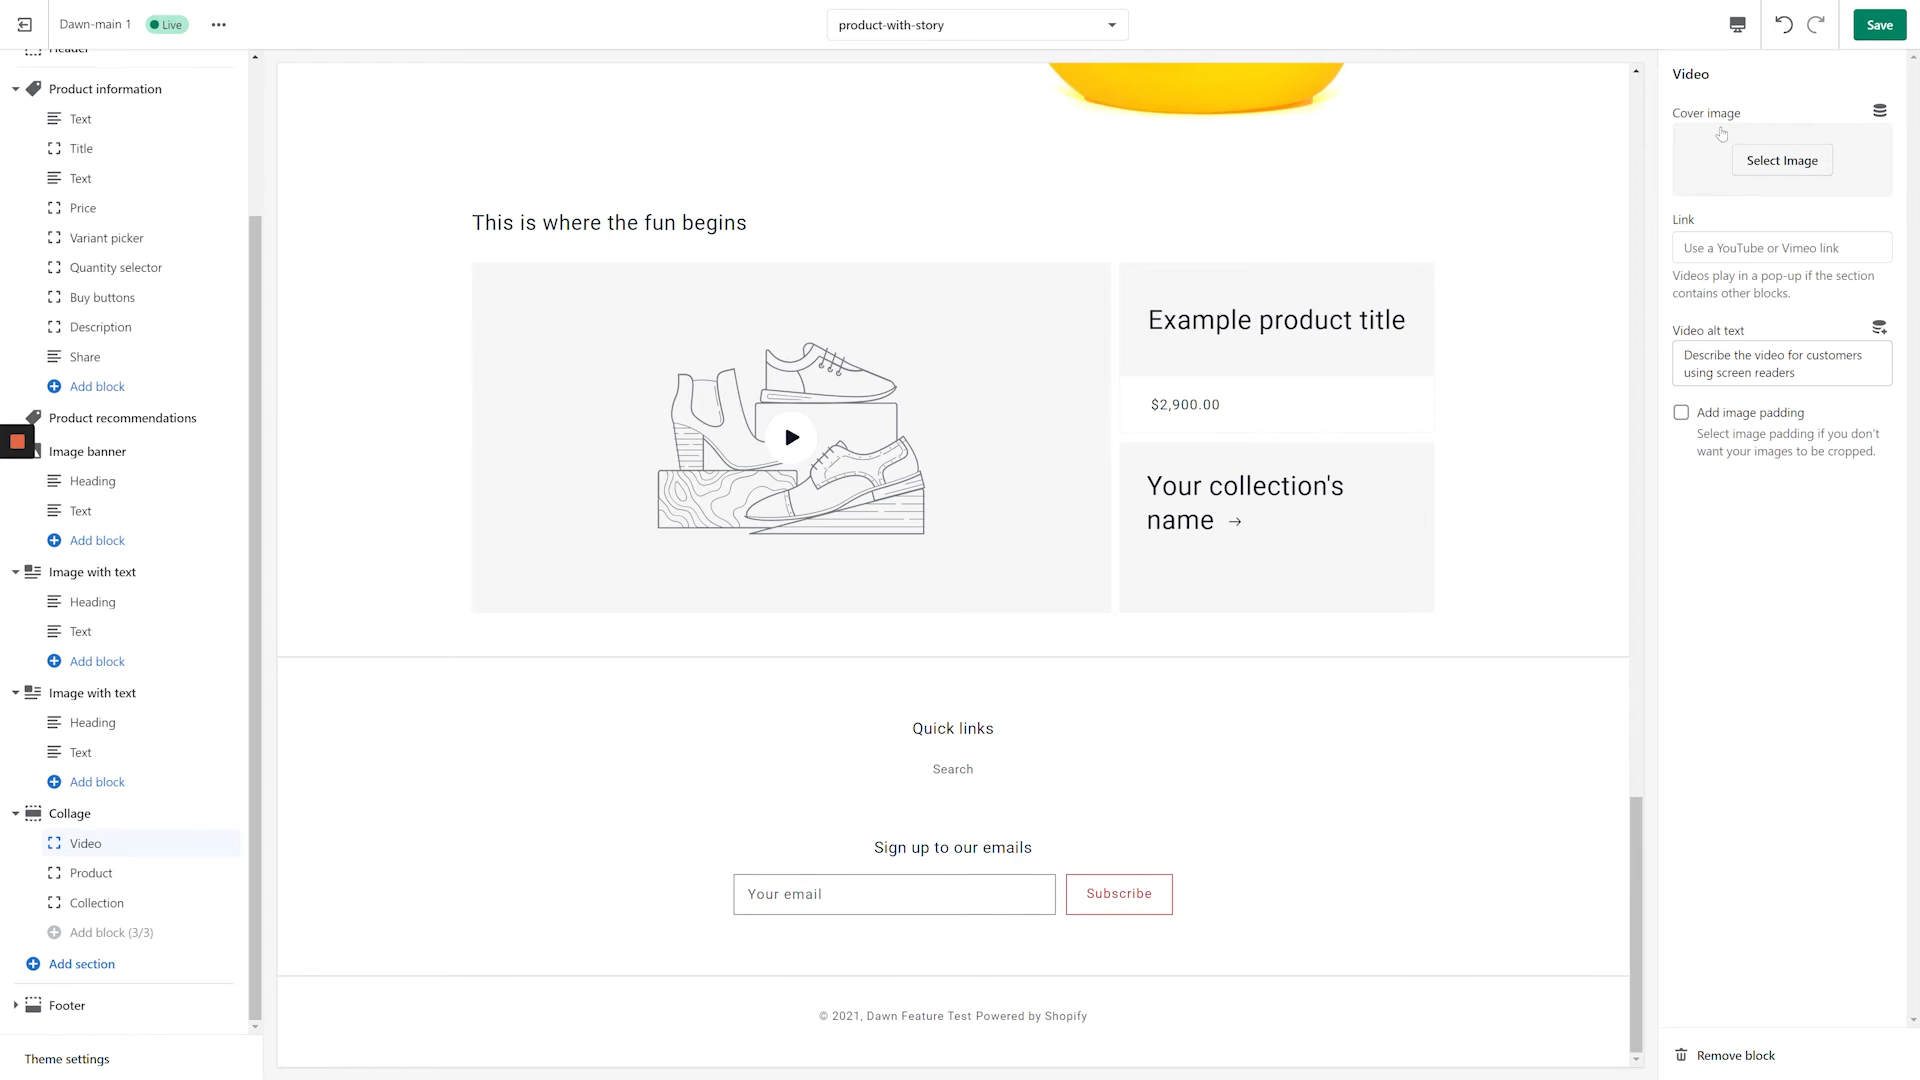 Dawn-main 1
Live
product-with-story
Save
Header
Product information
Text
Title
Text
Price
Variant picker
Quantity selector
Buy buttons
Description
Share
Add block
Product recommendations
Image banner
Heading
Text
Add block
Image with text
Heading
Text
Add block
Image with text
Heading
Text
Add block
Collage
Video
Product
Collection
Add block (3/3)
Add section
Footer
Theme settings
This is where the fun begins
Example product title
$2,900.00
Your collection's
name →
Quick links
Search
Sign up to our emails
Your email
Subscribe
© 2021, Dawn Feature Test Powered by Shopify
Video
Cover image
Select Image
Link
Use a YouTube or Vimeo link
Videos play in a pop-up if the section
contains other blocks.
Video alt text
Describe the video for customers
using screen readers
Add image padding
Select image padding if you don't
want your images to be cropped.
Remove block